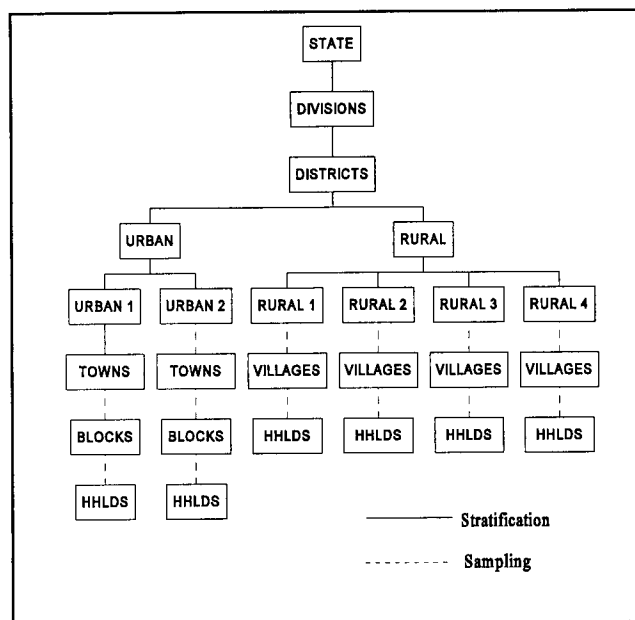 STATE
DIVISIONS
DISTRICTS
URBAN RURAL
URBAN 1 URBAN 2 RURAL 1 RURAL 2 RURAL 3 RURAL 4
TOWNS TOWNS VILLAGES VILLAGES VILLAGES VILLAGES
BLOCKS BLOCKS HHLDS HHLDS HHLDS HHLDS
HHLDS HHLDS
Stratification
Sampling